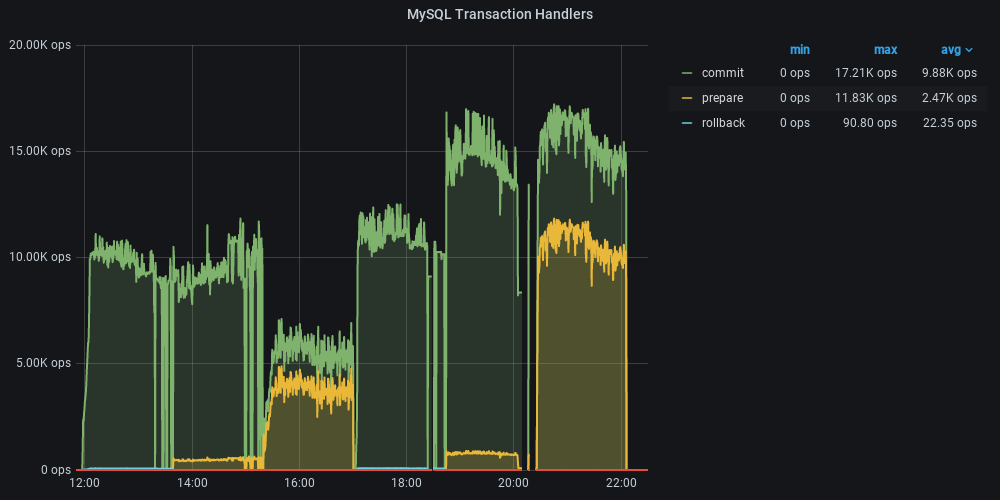 MySQL Transaction Handlers
20.00K ops
15.00K ops
10.00K ops
5.00K ops
0 ops
12:00 14:00 16:00 18:00 20:00 22:00
min max avg
commit 0 ops 17.21K ops 9.88K ops
prepare 0 ops 11.83K ops 2.47K ops
rollback 0 ops 90.80 ops 22.35 ops